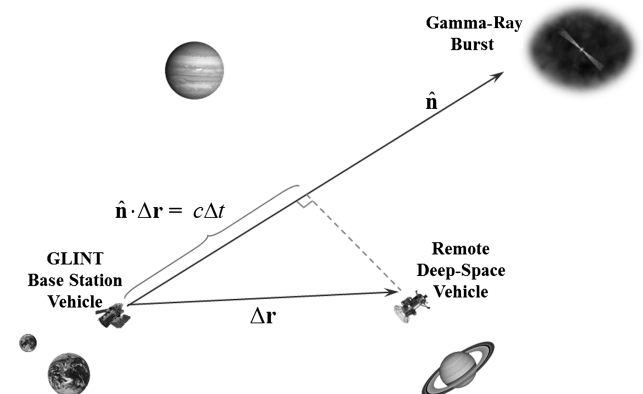 Gamma-Ray
Burst
n̂
n̂·Δr = cΔt
GLINT
Base Station
Vehicle
Remote
Deep-Space
Vehicle
Δr